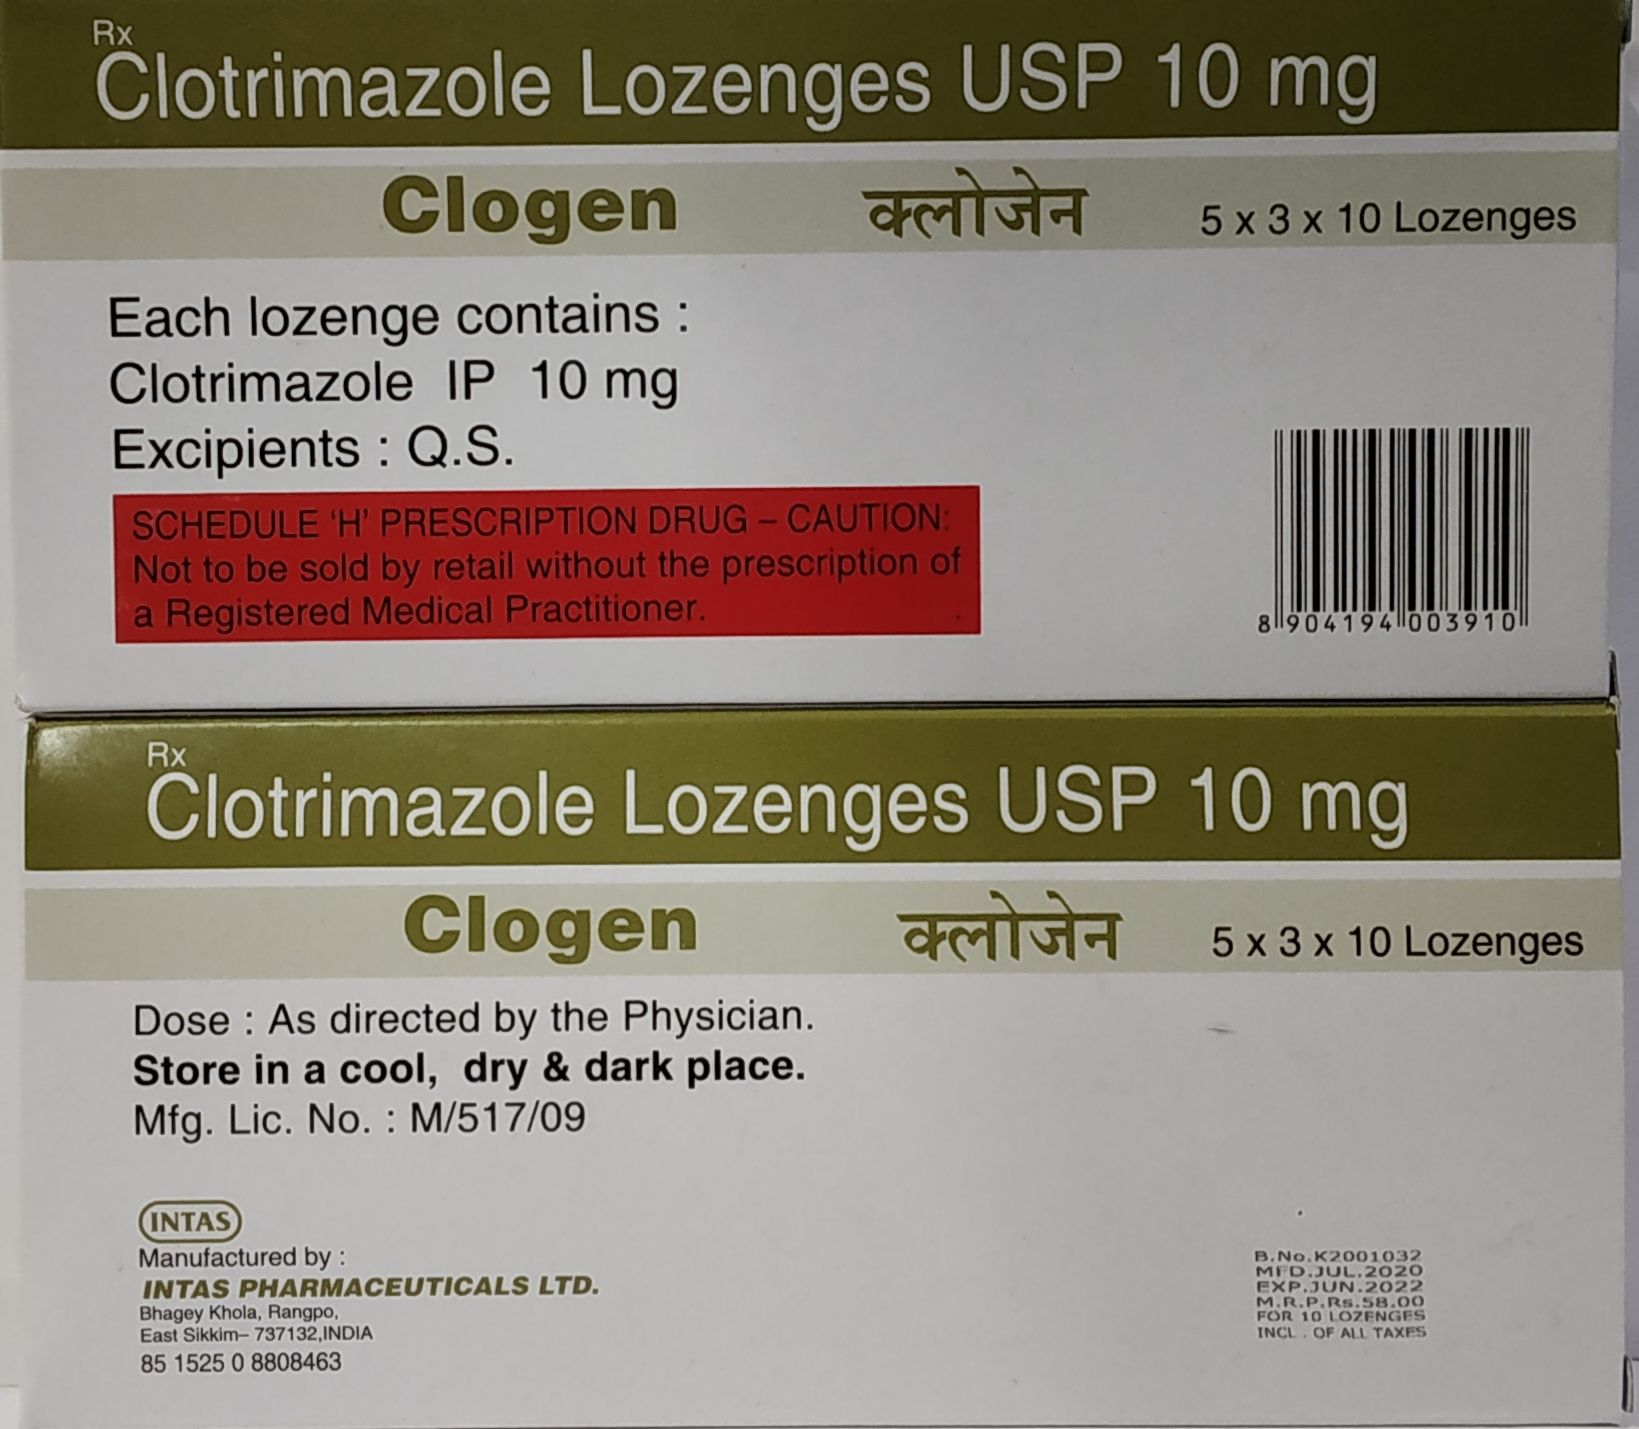 Rx
Clotrimazole Lozenges USP 10 mg
Clogen क्लोजेन 5 x 3 x 10 Lozenges
Each lozenge contains :
Clotrimazole IP 10 mg
Excipients : Q.S.
SCHEDULE 'H' PRESCRIPTION DRUG – CAUTION:
Not to be sold by retail without the prescription of
a Registered Medical Practitioner.
8 904194 003910
Rx
Clotrimazole Lozenges USP 10 mg
Clogen क्लोजेन 5 x 3 x 10 Lozenges
Dose : As directed by the Physician.
Store in a cool, dry & dark place.
Mfg. Lic. No. : M/517/09
INTAS
Manufactured by :
INTAS PHARMACEUTICALS LTD.
Bhagey Khola, Rangpo,
East Sikkim– 737132,INDIA
85 1525 0 8808463
B.No.K2001032
MFD.JUL.2020
EXP.JUN.2022
M.R.P.Rs.58.00
FOR 10 LOZENGES
INCL . OF ALL TAXES